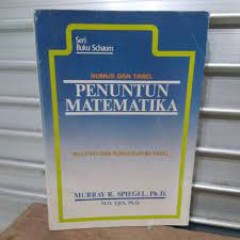 Seri
Buku Schaum
RUMUS DAN TABEL
PENUNTUN
MATEMATIKA
MURRAY R. SPIEGEL, Ph.D.